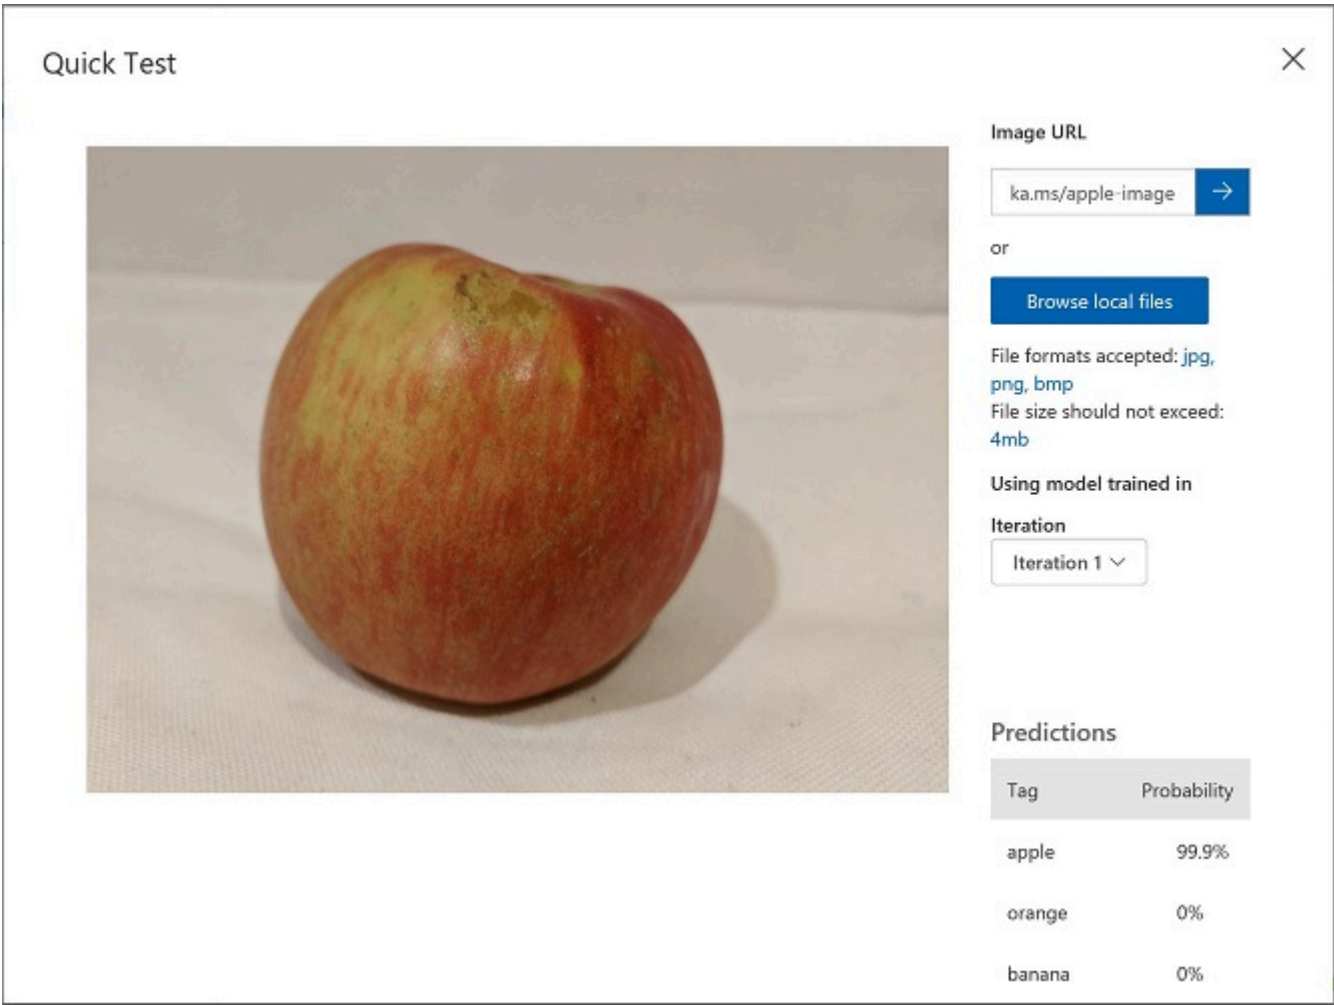 Quick Test
Image URL
ka.ms/apple-image
or
Browse local files
File formats accepted: jpg,
png, bmp
File size should not exceed:
4mb
Using model trained in
Iteration
Iteration 1
Predictions
Tag Probability
apple 99.9%
orange 0%
banana 0%